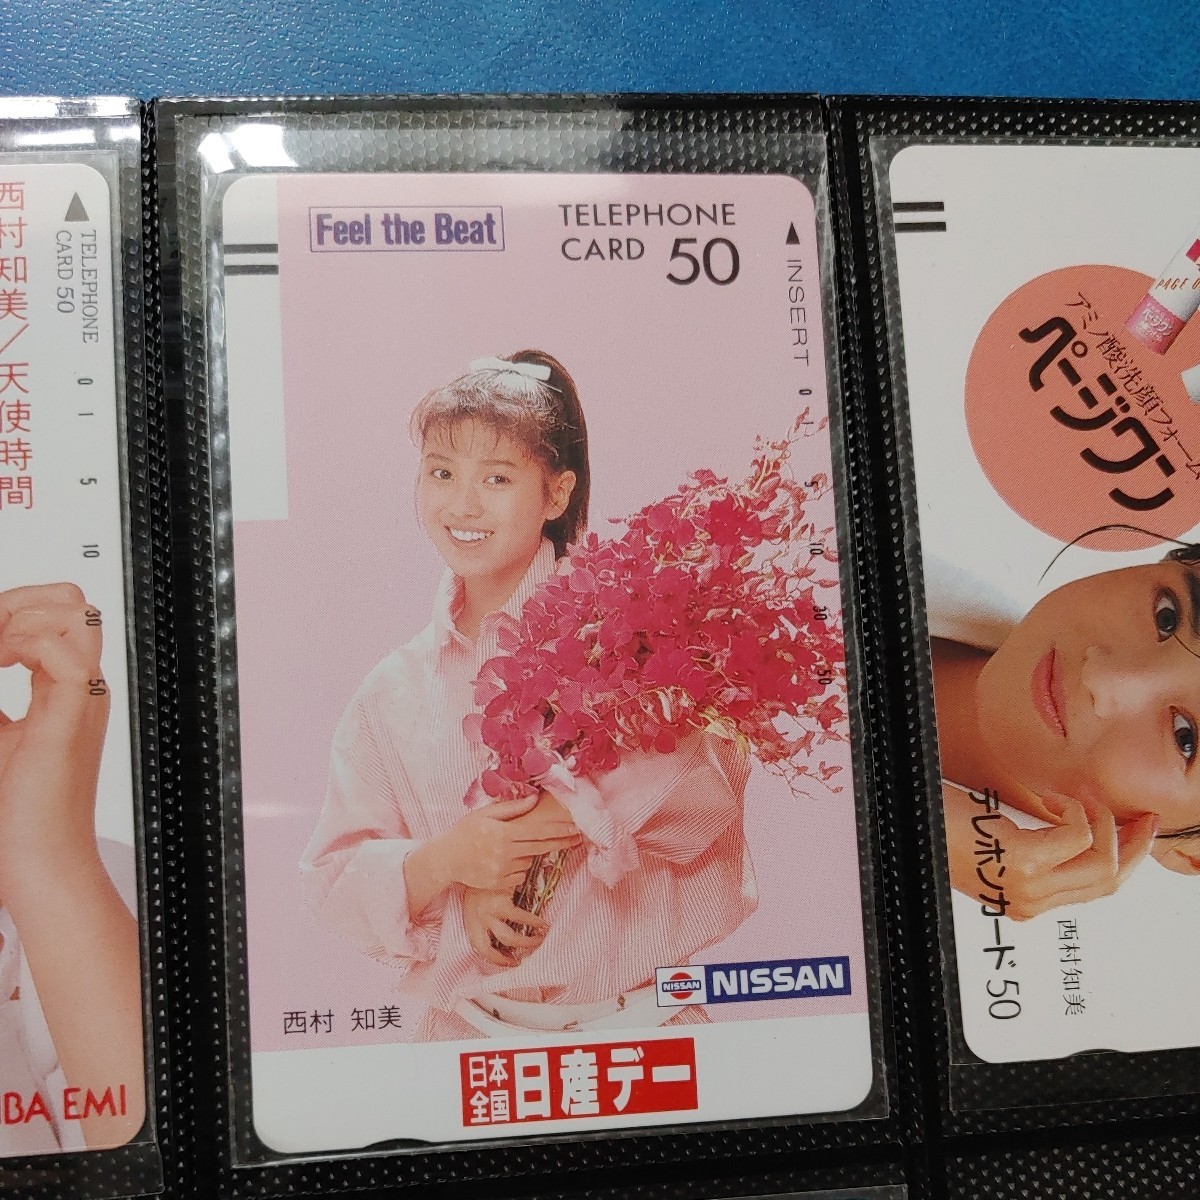 西村知美／天使時間
TELEPHONE
CARD 50
0
1
5
10
30
50
IBA EMI
Feel the Beat
TELEPHONE
CARD 50
INSERT
0
1
5
10
30
50
NISSAN
NISSAN
西村 知美
日本
全国
日産デー
アミノ酸洗顔フォーム
ページワン
テレホンカード50
西村知美